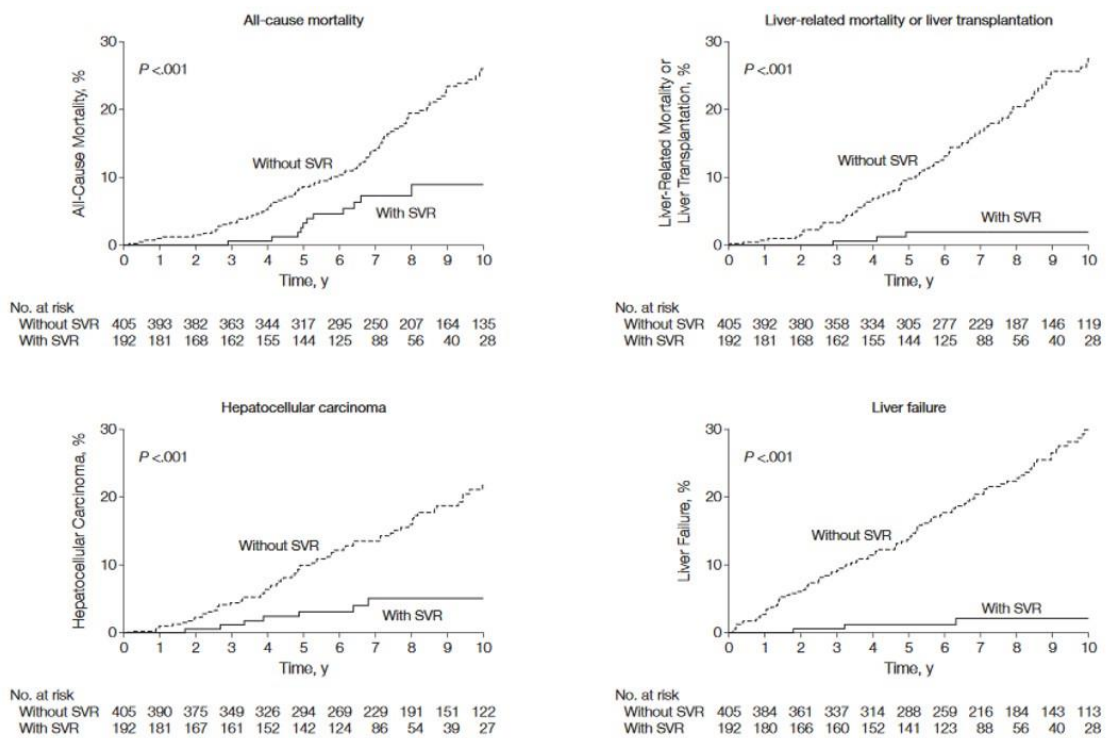 All-cause mortality
30
20
10
0
All-Cause Mortality, %
P <.001
Without SVR
With SVR
0 1 2 3 4 5 6 7 8 9 10
Time, y
No. at risk
Without SVR 405 393 382 363 344 317 295 250 207 164 135
With SVR 192 181 168 162 155 144 125 88 56 40 28
Liver-related mortality or liver transplantation
30
20
10
0
Liver-Related Mortality or
Liver Transplantation, %
P <.001
Without SVR
With SVR
0 1 2 3 4 5 6 7 8 9 10
Time, y
No. at risk
Without SVR 405 392 380 358 334 305 277 229 187 146 119
With SVR 192 181 168 162 155 144 125 88 56 40 28
Hepatocellular carcinoma
30
20
10
0
Hepatocellular Carcinoma, %
P <.001
Without SVR
With SVR
0 1 2 3 4 5 6 7 8 9 10
Time, y
No. at risk
Without SVR 405 390 375 349 326 294 269 229 191 151 122
With SVR 192 181 167 161 152 142 124 86 54 39 27
Liver failure
30
20
10
0
Liver Failure, %
P <.001
Without SVR
With SVR
0 1 2 3 4 5 6 7 8 9 10
Time, y
No. at risk
Without SVR 405 384 361 337 314 288 259 216 184 143 113
With SVR 192 180 166 160 152 141 123 88 56 40 28